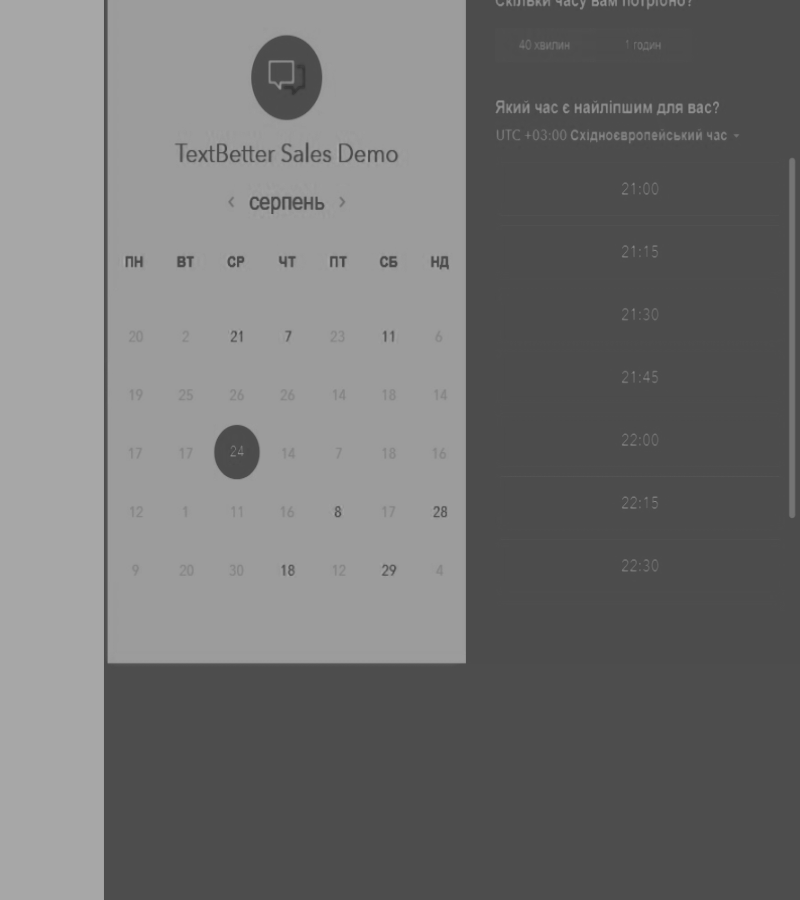 TextBetter Sales Demo
‹ серпень ›
ПН ВТ СР ЧТ ПТ СБ НД
20 2 21 7 23 11 6
19 25 26 26 14 18 14
17 17 24 14 7 18 16
12 1 11 16 8 17 28
9 20 30 18 12 29 4
Скільки часу вам потрібно?
40 хвилин 1 годин
Який час є найліпшим для вас?
UTC +03:00 Східноєвропейський час
21:00
21:15
21:30
21:45
22:00
22:15
22:30